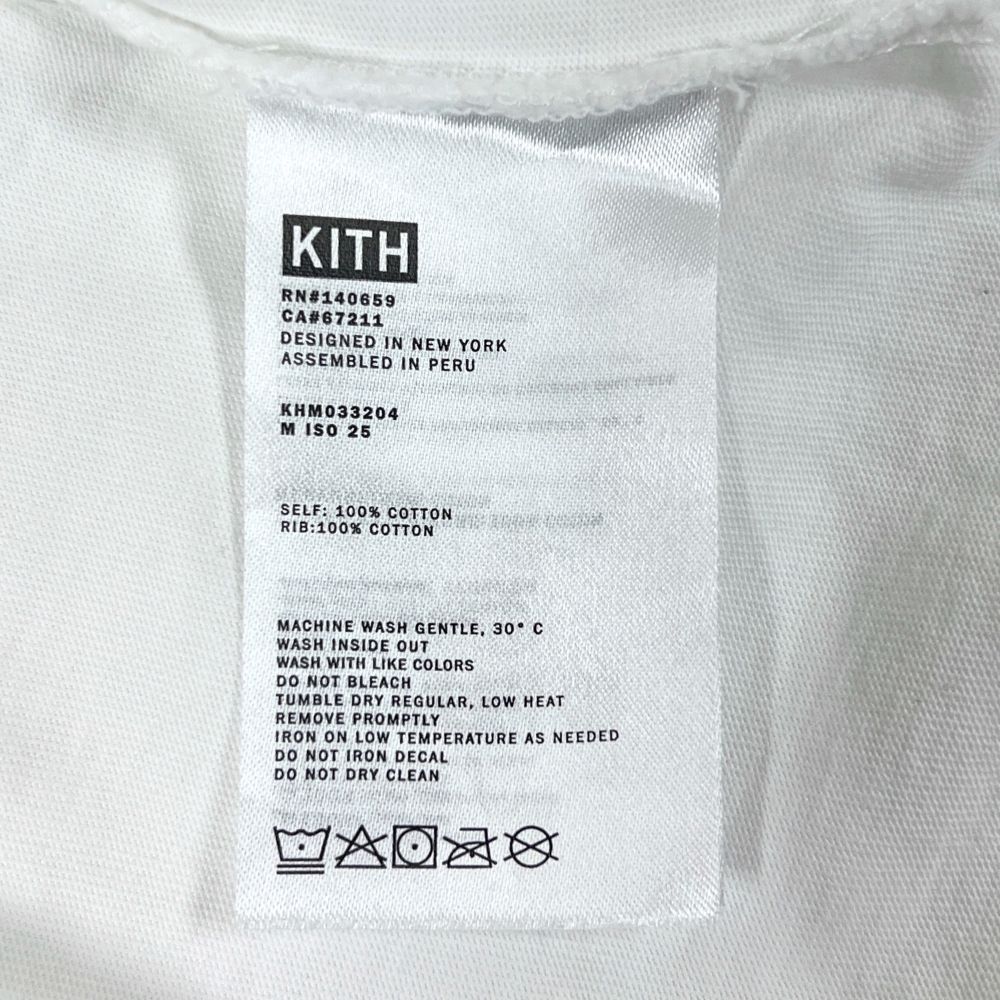 KITH
RN#140659
CA#67211
DESIGNED IN NEW YORK
ASSEMBLED IN PERU
KHM033204
M ISO 25
SELF: 100% COTTON
RIB:100% COTTON
MACHINE WASH GENTLE, 30° C
WASH INSIDE OUT
WASH WITH LIKE COLORS
DO NOT BLEACH
TUMBLE DRY REGULAR, LOW HEAT
REMOVE PROMPTLY
IRON ON LOW TEMPERATURE AS NEEDED
DO NOT IRON DECAL
DO NOT DRY CLEAN